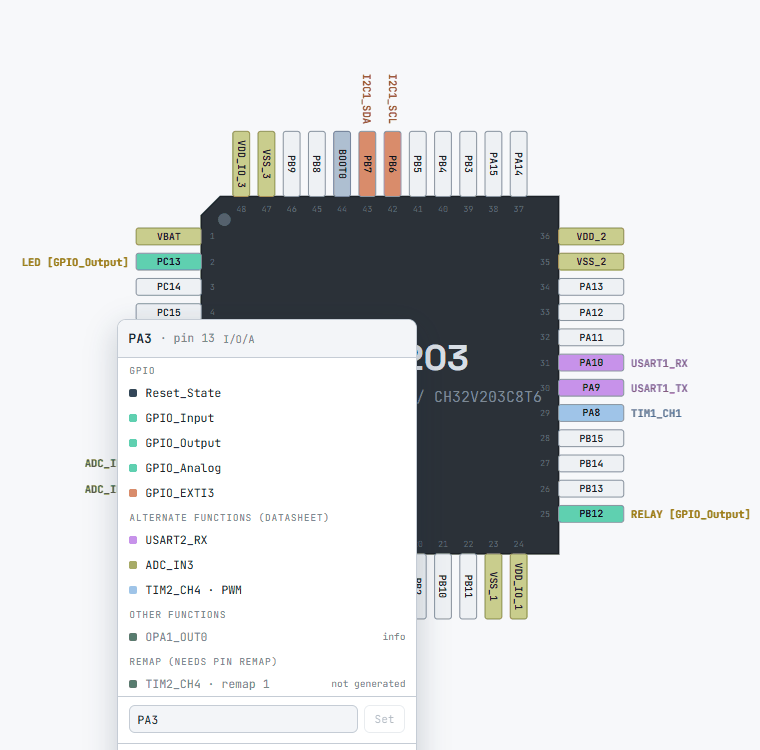 I2C1_SDA
I2C1_SCL
VDD_IO_3
VSS_3
PB9
PB8
BOOT0
PB7
PB6
PB5
PB4
PB3
PA15
PA14
48 47 46 45 44 43 42 41 40 39 38 37
VBAT 1
LED [GPIO_Output] PC13 2
PC14 3
PC15 4
36 VDD_2
35 VSS_2
34 PA13
33 PA12
32 PA11
31 PA10 USART1_RX
30 PA9 USART1_TX
29 PA8 TIM1_CH1
28 PB15
27 PB14
26 PB13
25 PB12 RELAY [GPIO_Output]
203
/ CH32V203C8T6
ADC_I
ADC_I
PA3 · pin 13 I/O/A
GPIO
Reset_State
GPIO_Input
GPIO_Output
GPIO_Analog
GPIO_EXTI3
ALTERNATE FUNCTIONS (DATASHEET)
USART2_RX
ADC_IN3
TIM2_CH4 · PWM
OTHER FUNCTIONS
OPA1_OUT0 info
REMAP (NEEDS PIN REMAP)
TIM2_CH4 · remap 1 not generated
PA3 Set
21 22 23 24
PB10
PB11
VSS_1
VDD_IO_1